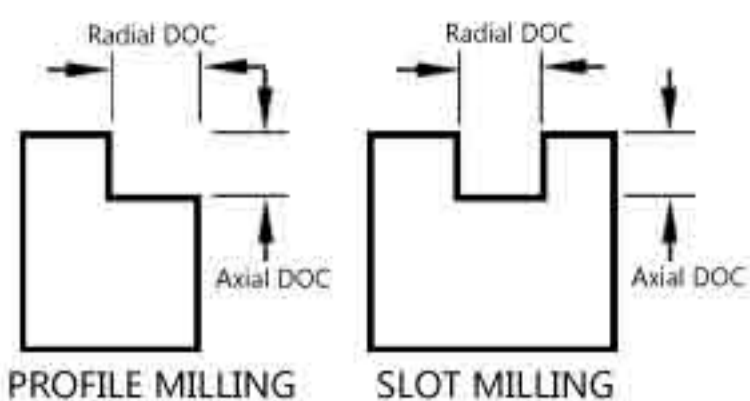 Radial DOC
Radial DOC
Axial DOC
Axial DOC
PROFILE MILLING
SLOT MILLING